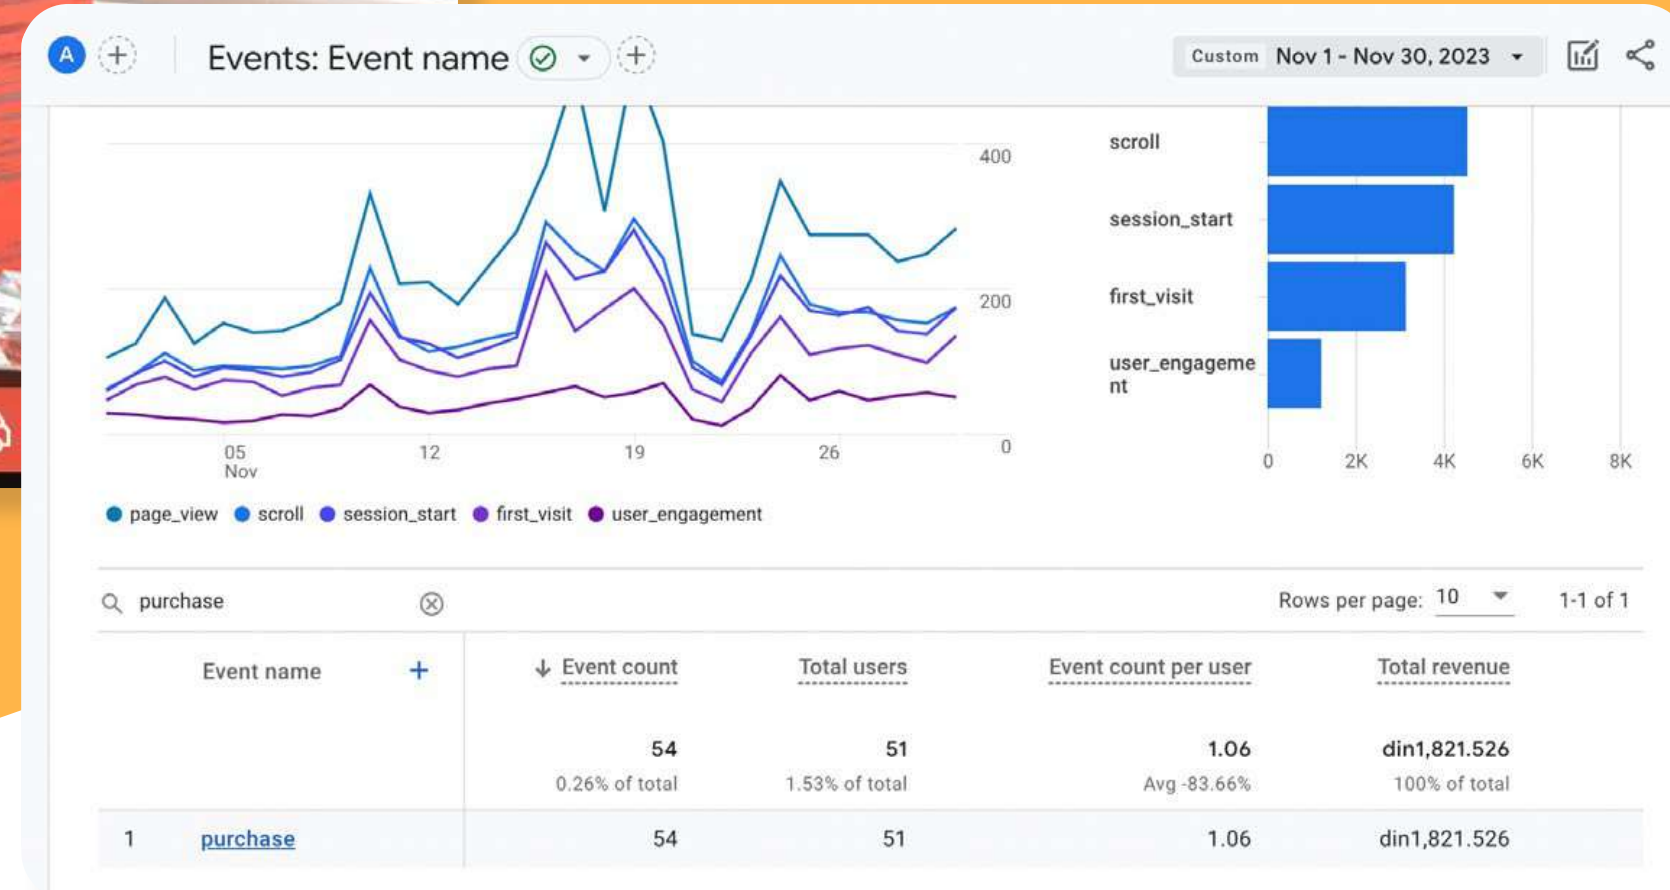 A
Events: Event name
Custom Nov 1 - Nov 30, 2023
400
200
0
05
Nov
12
19
26
page_view scroll session_start first_visit user_engagement
scroll
session_start
first_visit
user_engageme
nt
0 2K 4K 6K 8K
purchase
Rows per page: 10 1-1 of 1
Event name + ↓ Event count Total users Event count per user Total revenue
54 51 1.06 din1,821.526
0.26% of total 1.53% of total Avg -83.66% 100% of total
1 purchase 54 51 1.06 din1,821.526